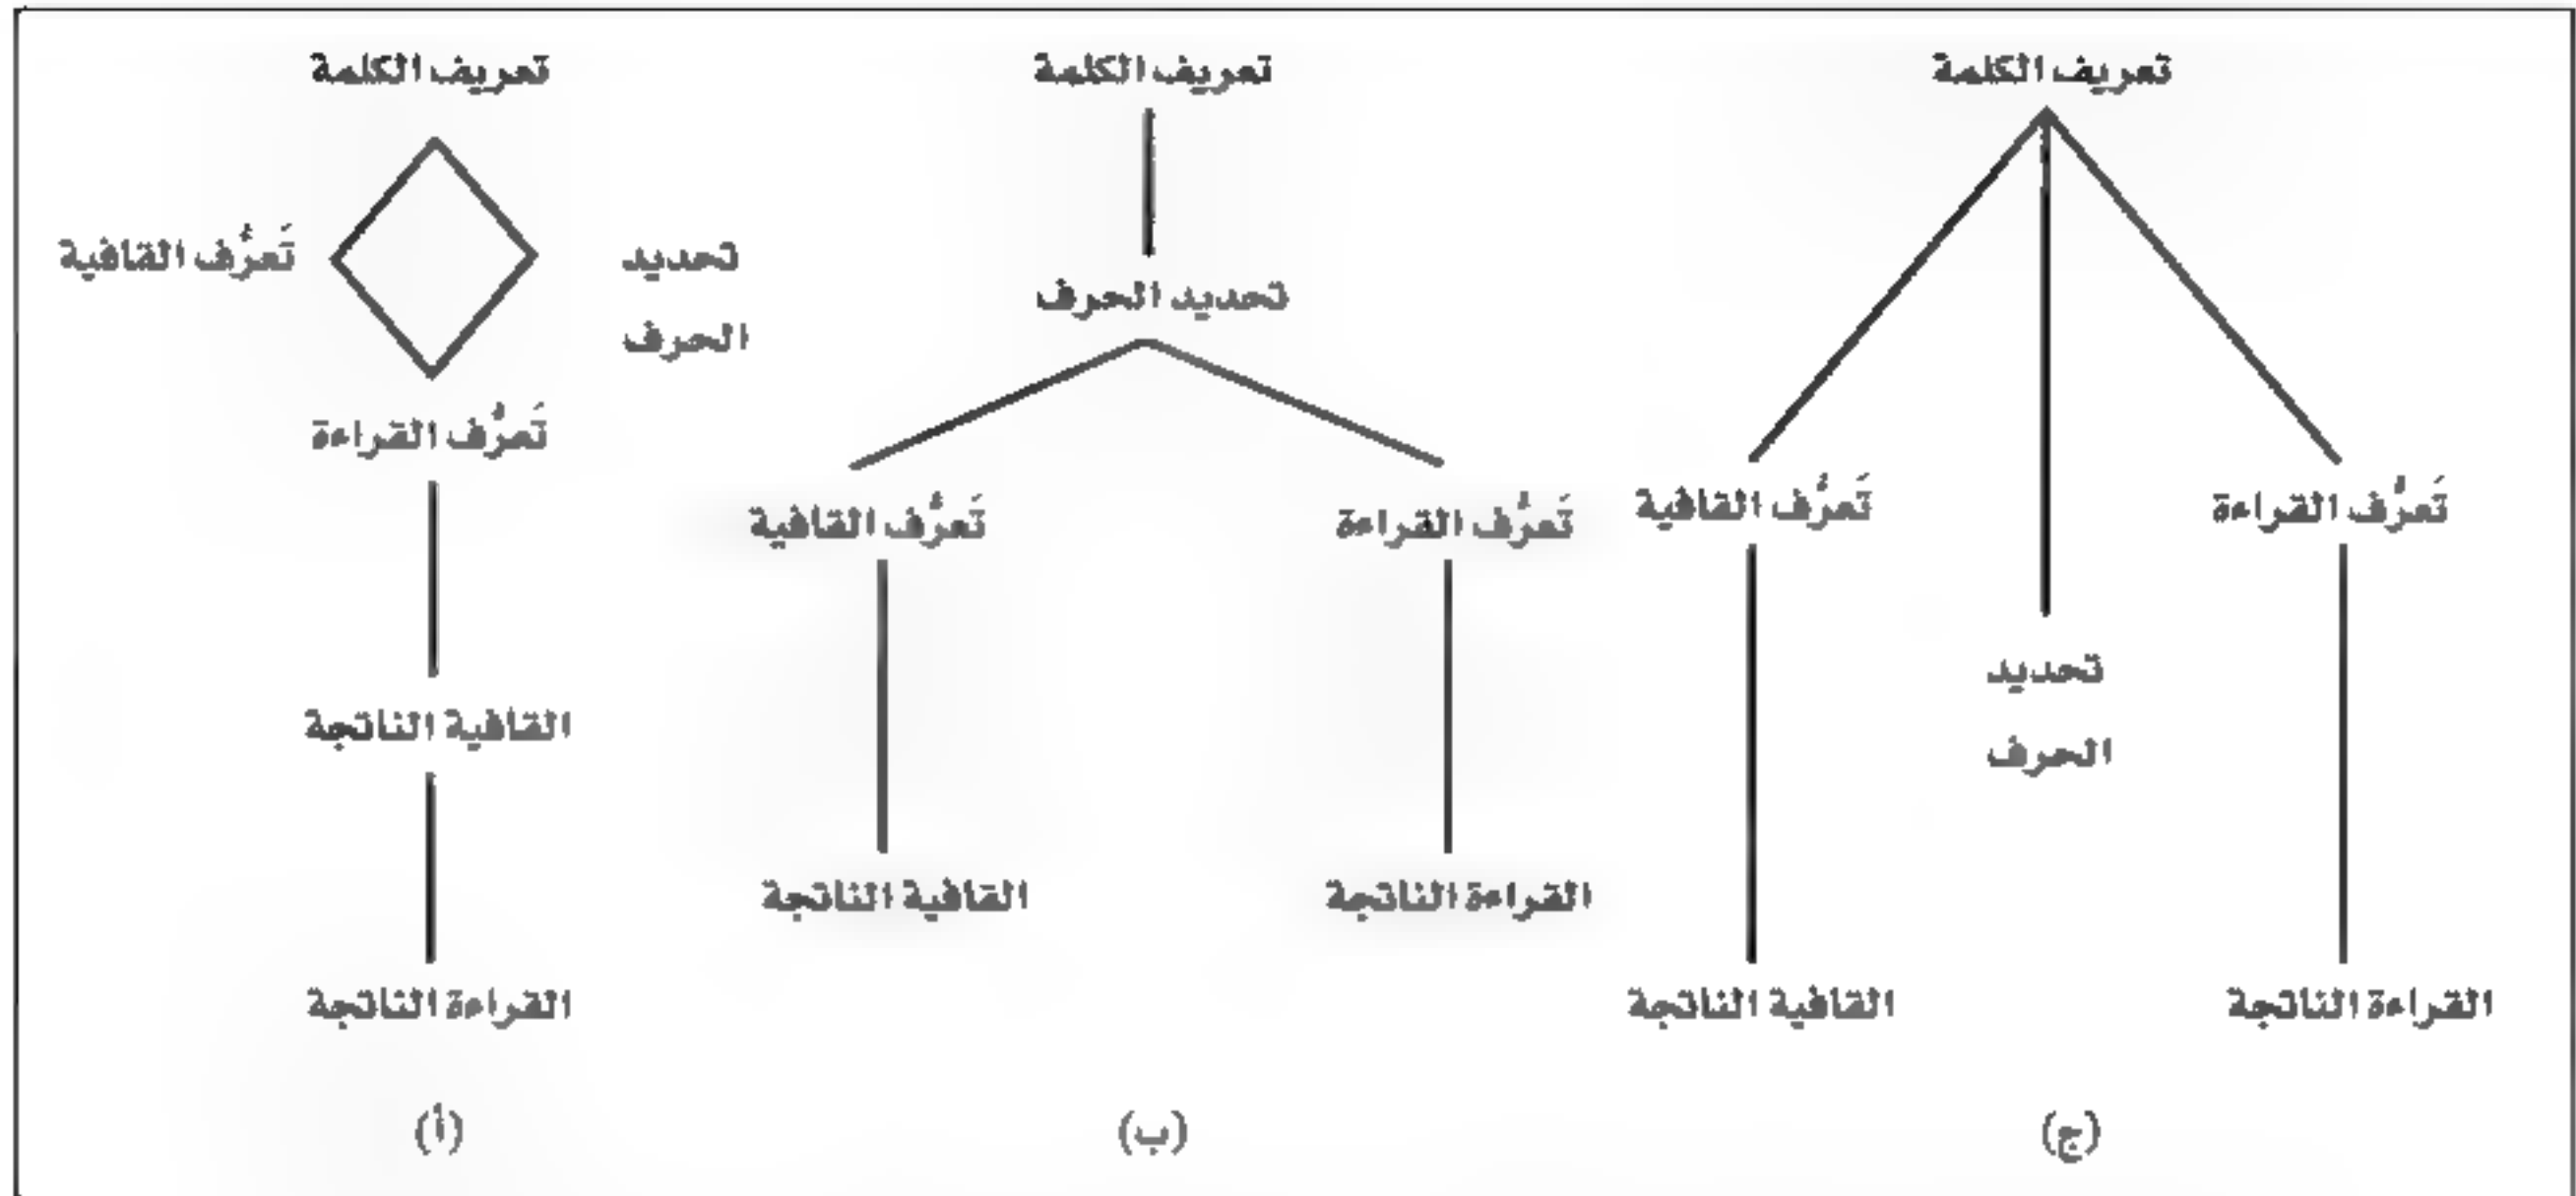 تعريف الكلمة
تَعرُّف القافية
تحديد
الحرف
تَعرُّف القراءة
القافية الناتجة
القراءة الناتجة
(أ)
تعريف الكلمة
تحديد الحرف
تَعرُّف القافية
تَعرُّف القراءة
القافية الناتجة
القراءة الناتجة
(ب)
تعريف الكلمة
تَعرُّف القافية
تَعرُّف القراءة
تحديد
الحرف
القافية الناتجة
القراءة الناتجة
(ج)